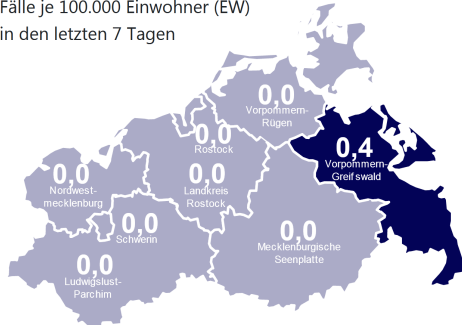 Fälle je 100.000 Einwohner (EW)
in den letzten 7 Tagen
0,0
Vorpommern-
Rügen
0,0
Rostock
0,4
Vorpommern-
Greifswald
0,0
Nordwest-
mecklenburg
0,0
Landkreis
Rostock
0,0
Schwerin
0,0
Mecklenburgische
Seenplatte
0,0
Ludwigslust-
Parchim